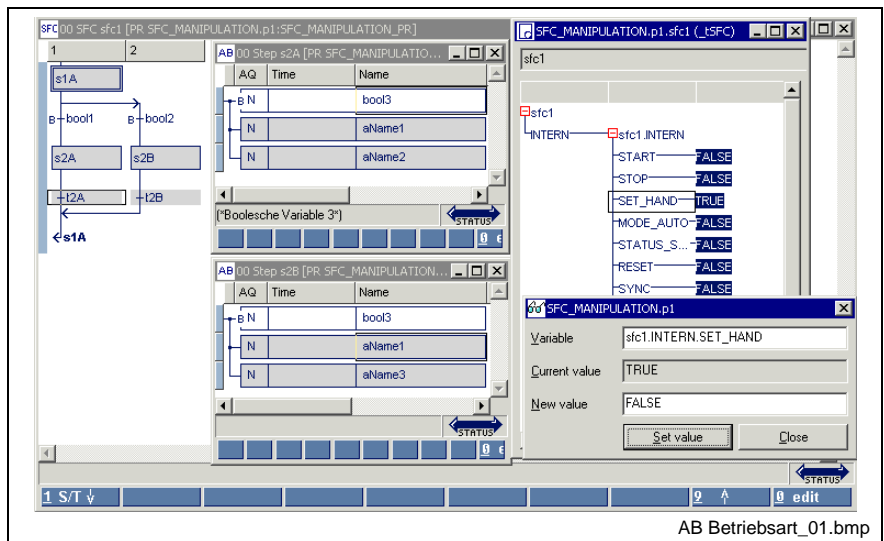 SFC 00 SFC sfc1 [PR SFC_MANIPULATION.p1:SFC_MANIPULATION_PR]
1 2
s1A
B bool1 B bool2
s2A s2B
t2A t2B
s1A
AB 00 Step s2A [PR SFC_MANIPULATIO...
AQ Time Name
B N bool3
N aName1
N aName2
(*Boolesche Variable 3*) STATUS
0 e
AB 00 Step s2B [PR SFC_MANIPULATION...
AQ Time Name
B N bool3
N aName1
N aName3
STATUS
0 e
SFC_MANIPULATION.p1.sfc1 (_tSFC)
sfc1
sfc1
INTERN sfc1.INTERN
START FALSE
STOP FALSE
SET_HAND TRUE
MODE_AUTO FALSE
STATUS_S... FALSE
RESET FALSE
SYNC FALSE
SFC_MANIPULATION.p1
Variable sfc1.INTERN.SET_HAND
Current value TRUE
New value FALSE
Set value Close
STATUS
1 S/T ↓ 9 ↑ 0 edit
AB Betriebsart_01.bmp